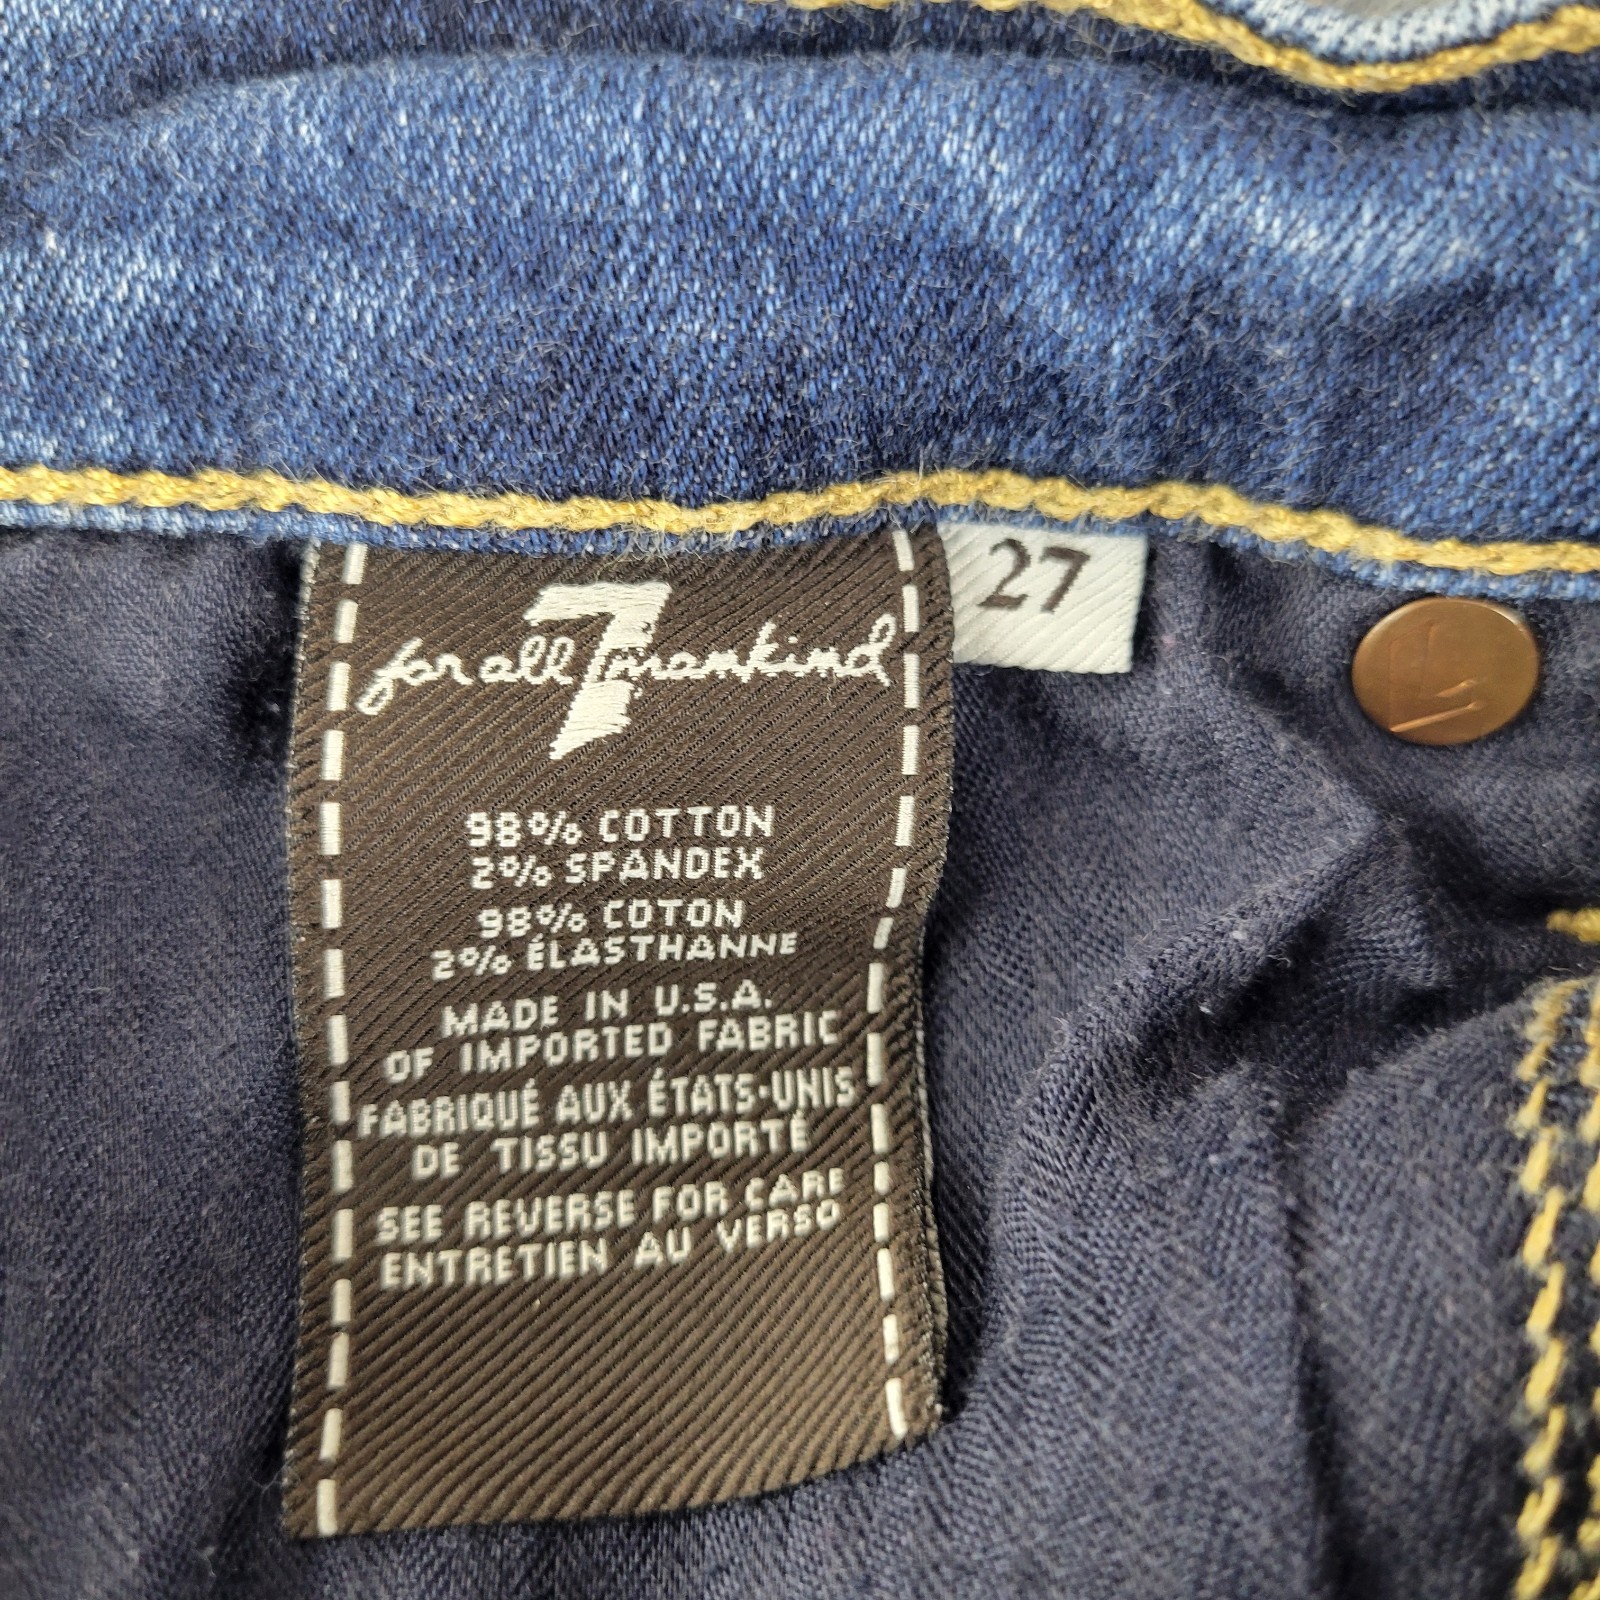 for all 7 mankind
27
98% COTTON
2% SPANDEX
98% COTON
2% ÉLASTHANNE
MADE IN U.S.A.
OF IMPORTED FABRIC
FABRIQUÉ AUX ÉTATS-UNIS
DE TISSU IMPORTÉ
SEE REVERSE FOR CARE
ENTRETIEN AU VERSO